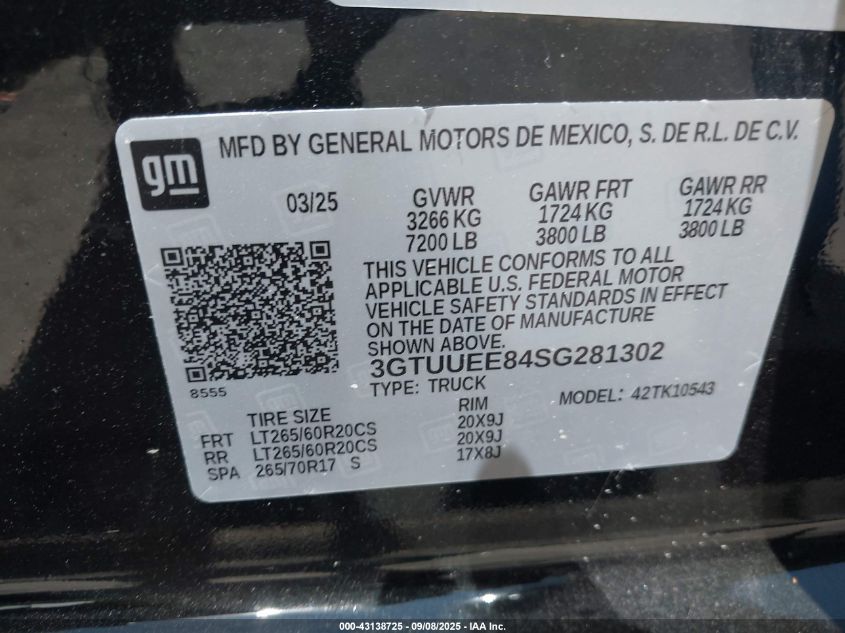 gm
MFD BY GENERAL MOTORS DE MEXICO, S. DE R.L. DE C.V.
03/25
GVWR GAWR FRT GAWR RR
3266 KG 1724 KG 1724 KG
7200 LB 3800 LB 3800 LB
THIS VEHICLE CONFORMS TO ALL
APPLICABLE U.S. FEDERAL MOTOR
VEHICLE SAFETY STANDARDS IN EFFECT
ON THE DATE OF MANUFACTURE
SHOWN ABOVE.
3GTUUEE84SG281302
8555
TYPE: TRUCK MODEL: 42TK10543
TIRE SIZE RIM
FRT LT265/60R20CS 20X9J
RR LT265/60R20CS 20X9J
SPA 265/70R17 S 17X8J
000-43138725 - 09/08/2025 - IAA Inc.